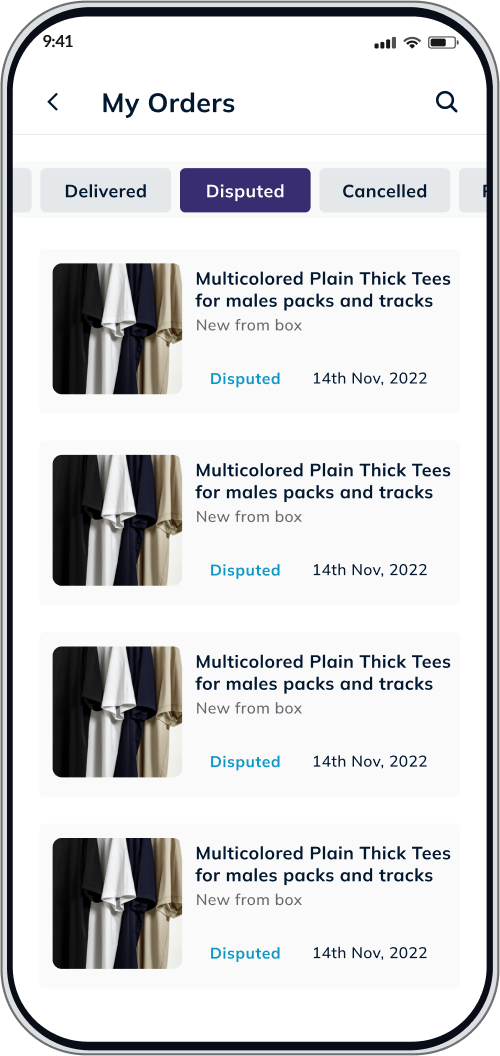 9:41
My Orders
Delivered
Disputed
Cancelled
Multicolored Plain Thick Tees
for males packs and tracks
New from box
Disputed 14th Nov, 2022
Multicolored Plain Thick Tees
for males packs and tracks
New from box
Disputed 14th Nov, 2022
Multicolored Plain Thick Tees
for males packs and tracks
New from box
Disputed 14th Nov, 2022
Multicolored Plain Thick Tees
for males packs and tracks
New from box
Disputed 14th Nov, 2022